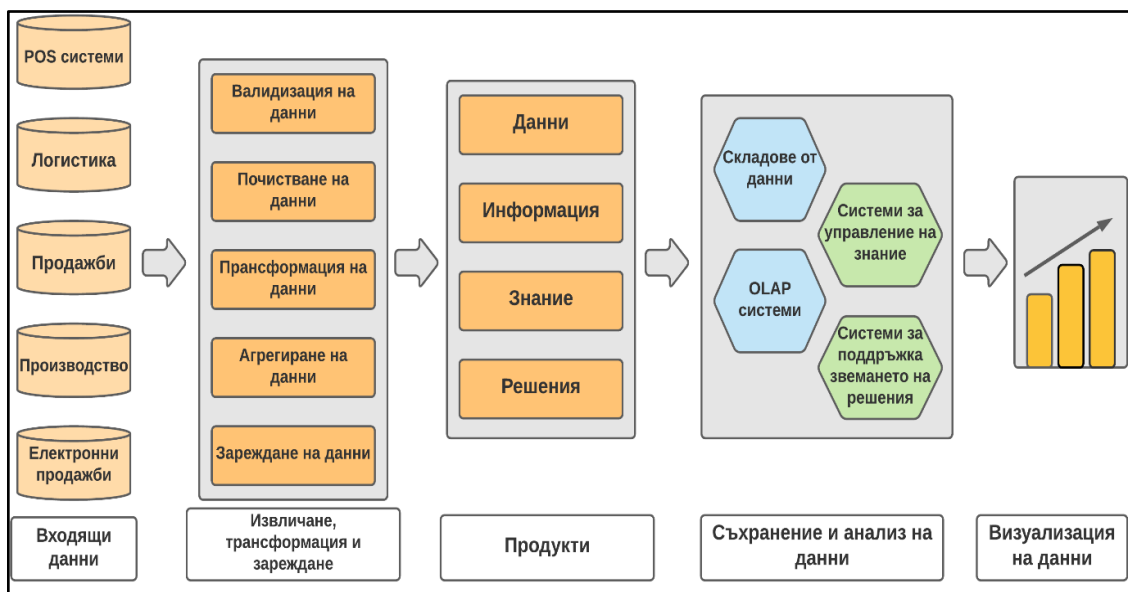 POS системи
Логистика
Продажби
Производство
Електронни
продажби
Входящи
данни
Валидизация на
данни
Почистване на
данни
Прансформация на
данни
Агрегиране на
данни
Зареждане на данни
Извличане,
трансформация и
зареждане
Данни
Информация
Знание
Решения
Продукти
Складове от
данни
Системи за
управление на
знание
OLAP
системи
Системи за
поддръжка
звемането на
решения
Съхранение и анализ на
данни
Визуализация
на данни